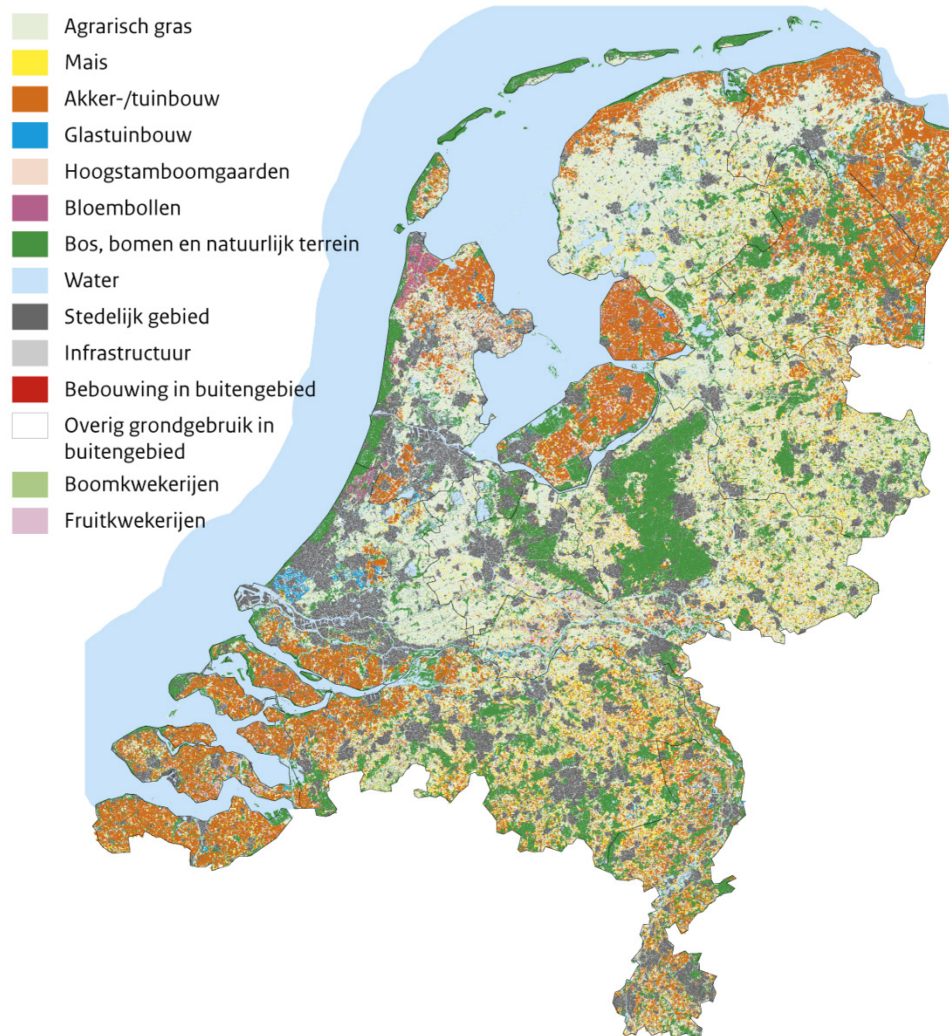 Agrarisch gras
Mais
Akker-/tuinbouw
Glastuinbouw
Hoogstamboomgaarden
Bloembollen
Bos, bomen en natuurlijk terrein
Water
Stedelijk gebied
Infrastructuur
Bebouwing in buitengebied
Overig grondgebruik in
buitengebied
Boomkwekerijen
Fruitkwekerijen